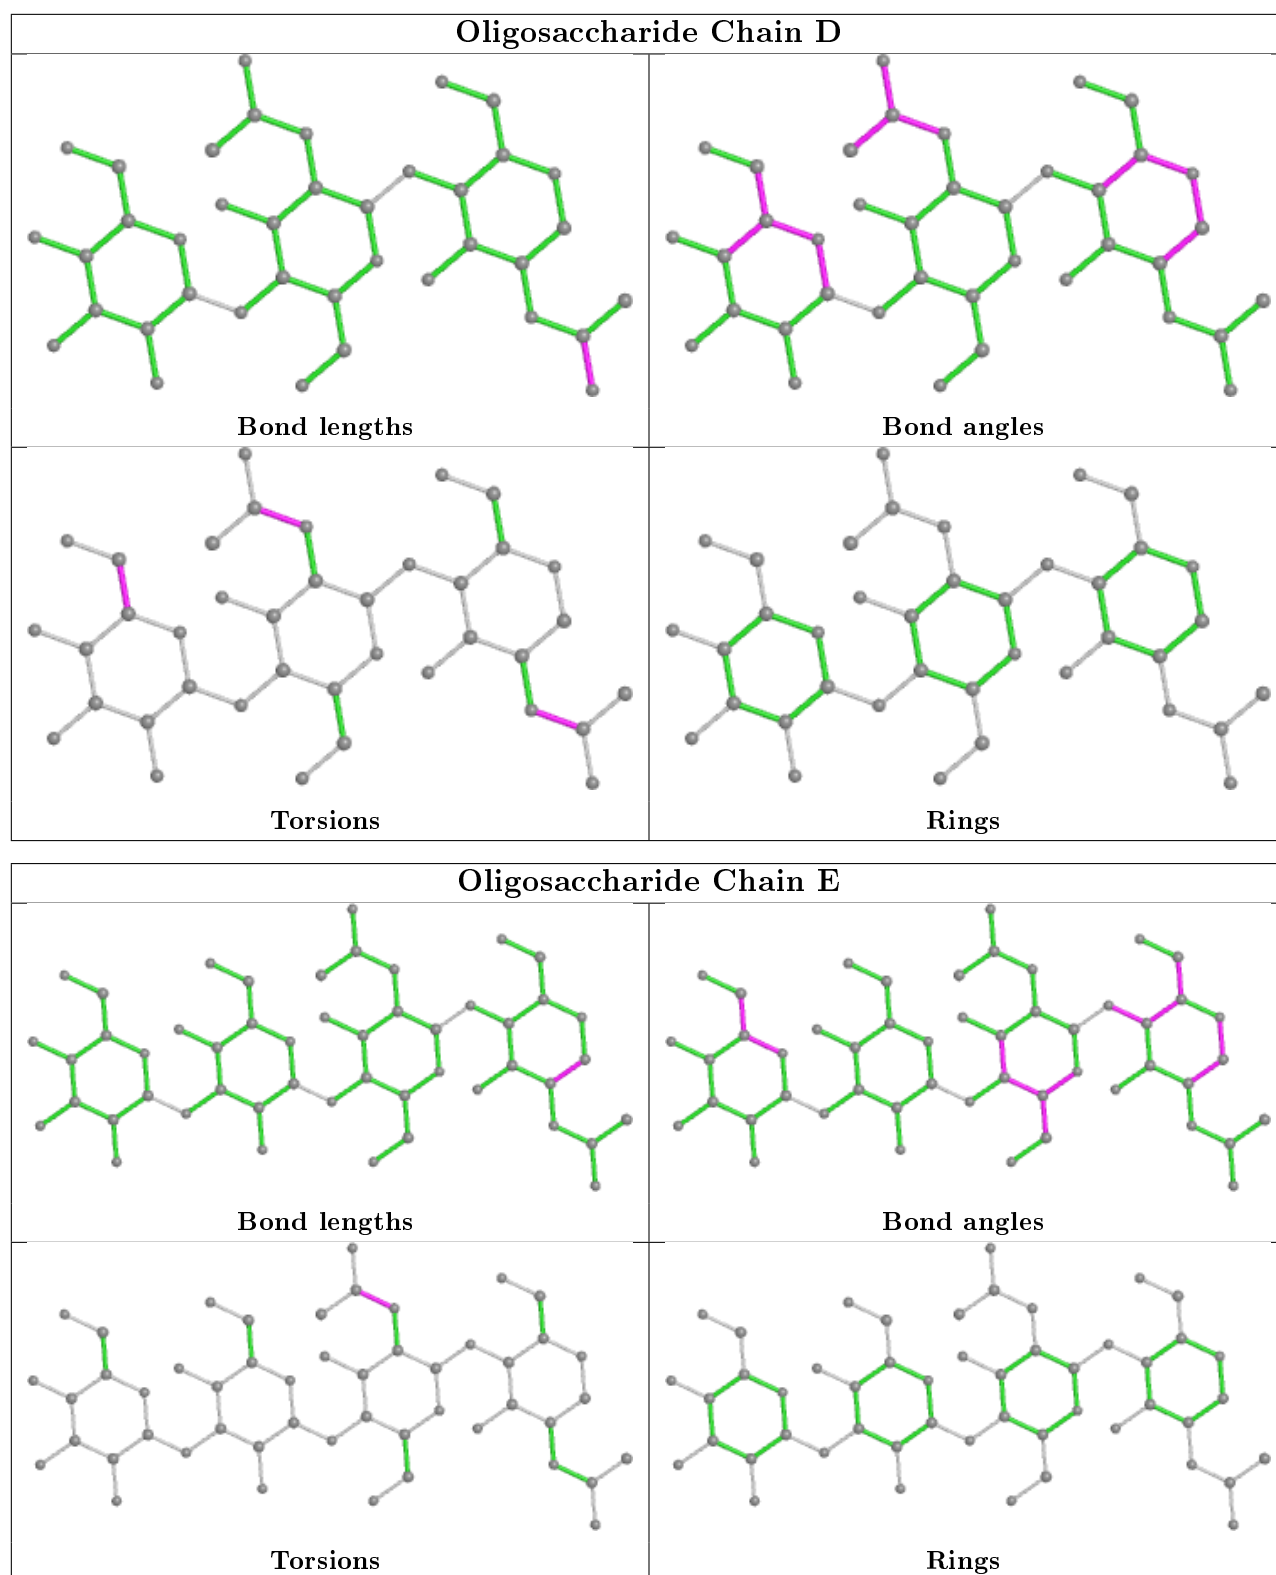 Oligosaccharide Chain D
Bond lengths
Bond angles
Torsions
Rings
Oligosaccharide Chain E
Bond lengths
Bond angles
Torsions
Rings